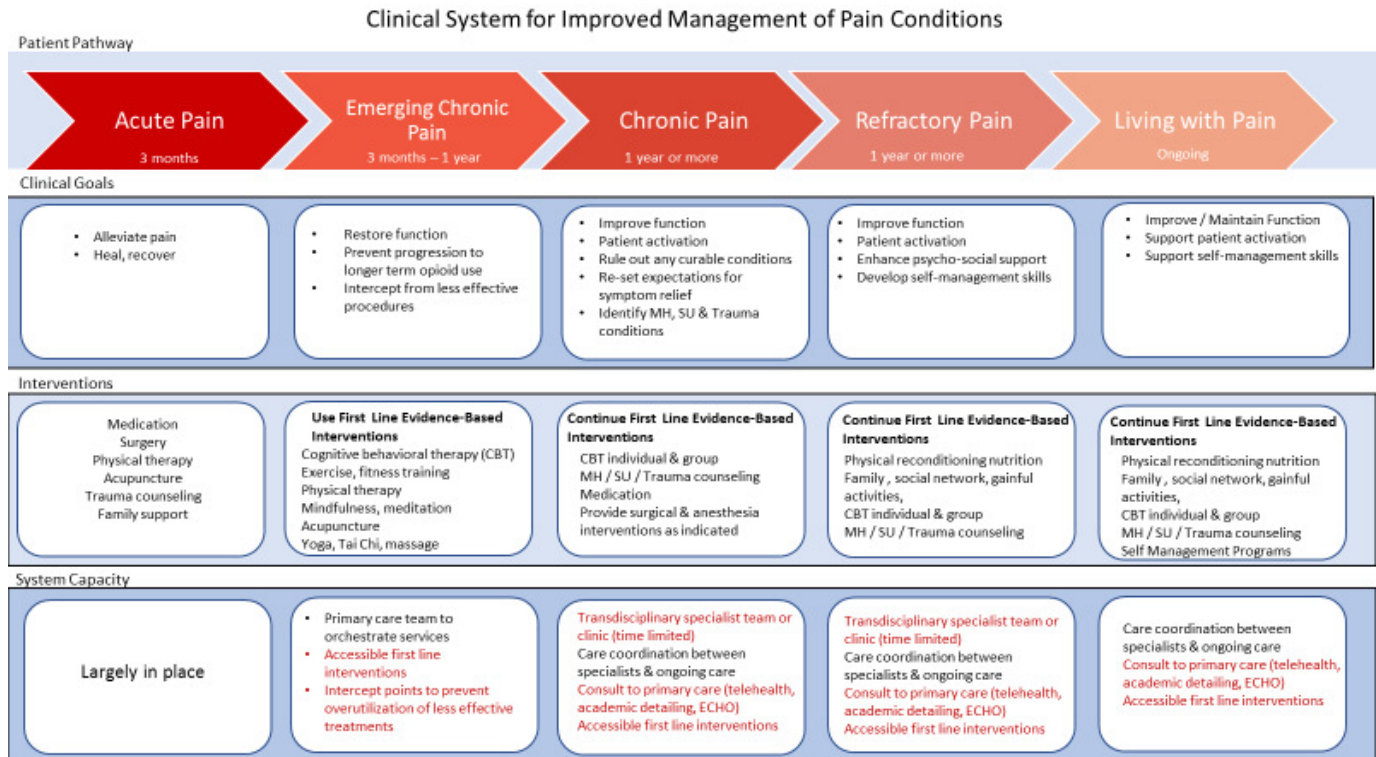 Clinical System for Improved Management of Pain Conditions
Patient Pathway
Acute Pain
3 months
Emerging Chronic
Pain
3 months – 1 year
Chronic Pain
1 year or more
Refractory Pain
1 year or more
Living with Pain
Ongoing
Clinical Goals
• Alleviate pain
• Heal, recover
• Restore function
• Prevent progression to
longer term opioid use
• Intercept from less effective
procedures
• Improve function
• Patient activation
• Rule out any curable conditions
• Re-set expectations for
symptom relief
• Identify MH, SU & Trauma
conditions
• Improve function
• Patient activation
• Enhance psycho-social support
• Develop self-management skills
• Improve / Maintain Function
• Support patient activation
• Support self-management skills
Interventions
Medication
Surgery
Physical therapy
Acupuncture
Trauma counseling
Family support
Use First Line Evidence-Based
Interventions
Cognitive behavioral therapy (CBT)
Exercise, fitness training
Physical therapy
Mindfulness, meditation
Acupuncture
Yoga, Tai Chi, massage
Continue First Line Evidence-Based
Interventions
CBT individual & group
MH / SU / Trauma counseling
Medication
Provide surgical & anesthesia
interventions as indicated
Continue First Line Evidence-Based
Interventions
Physical reconditioning nutrition
Family , social network, gainful
activities,
CBT individual & group
MH / SU / Trauma counseling
Continue First Line Evidence-Based
Interventions
Physical reconditioning nutrition
Family , social network, gainful
activities,
CBT individual & group
MH / SU / Trauma counseling
Self Management Programs
System Capacity
Largely in place
• Primary care team to
orchestrate services
• Accessible first line
interventions
• Intercept points to prevent
overutilization of less effective
treatments
Transdisciplinary specialist team or
clinic (time limited)
Care coordination between
specialists & ongoing care
Consult to primary care (telehealth,
academic detailing, ECHO)
Accessible first line interventions
Transdisciplinary specialist team or
clinic (time limited)
Care coordination between
specialists & ongoing care
Consult to primary care (telehealth,
academic detailing, ECHO)
Accessible first line interventions
Care coordination between
specialists & ongoing care
Consult to primary care (telehealth,
academic detailing, ECHO)
Accessible first line interventions